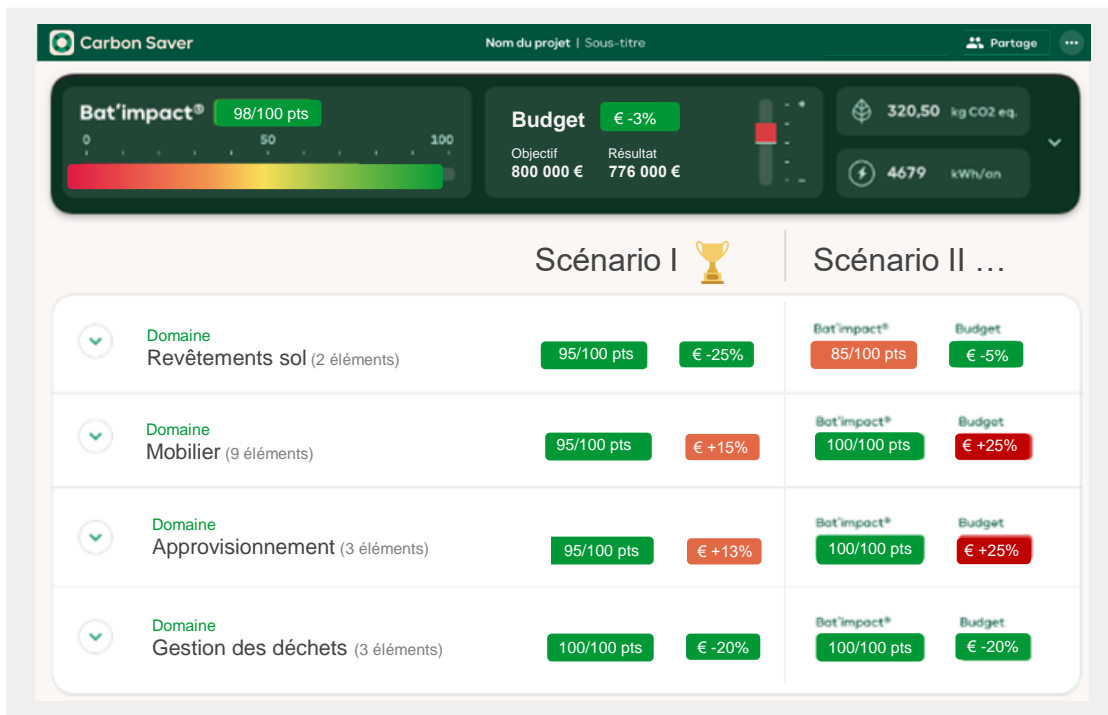 Carbon Saver
Nom du projet | Sous-titre
Partage
Bat'impact® 98/100 pts
0 50 100
Budget € -3%
Objectif Résultat
800 000 € 776 000 €
320,50 kg CO2 eq.
4679 kWh/an
Scénario I
Scénario II ...
Domaine
Revêtements sol (2 éléments)
95/100 pts € -25%
Bat'impact® Budget
85/100 pts € -5%
Domaine
Mobilier (9 éléments)
95/100 pts € +15%
Bat'impact® Budget
100/100 pts € +25%
Domaine
Approvisionnement (3 éléments)
95/100 pts € +13%
Bat'impact® Budget
100/100 pts € +25%
Domaine
Gestion des déchets (3 éléments)
100/100 pts € -20%
Bat'impact® Budget
100/100 pts € -20%